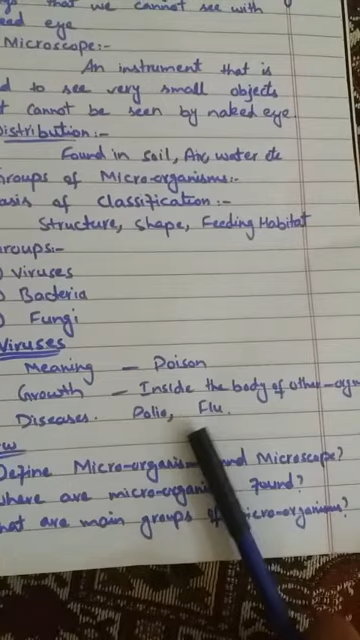 that we cannot see with
eye
Microscope:-
An instrument that is
to see very small objects
cannot be seen by naked eye.
Distribution:-
Found in Soil, Air, water etc
Groups of Micro-organisms:-
Basis of Classification:-
Structure, Shape, Feeding Habitat
Groups:-
Viruses
Bacteria
Fungi
Viruses
Meaning - Poison
Growth - Inside the body of other-
Diseases. Polio, Flu.
Define Micro-organism and Microscope?
where are micro-organisms Found?
What are main groups of micro-organisms?